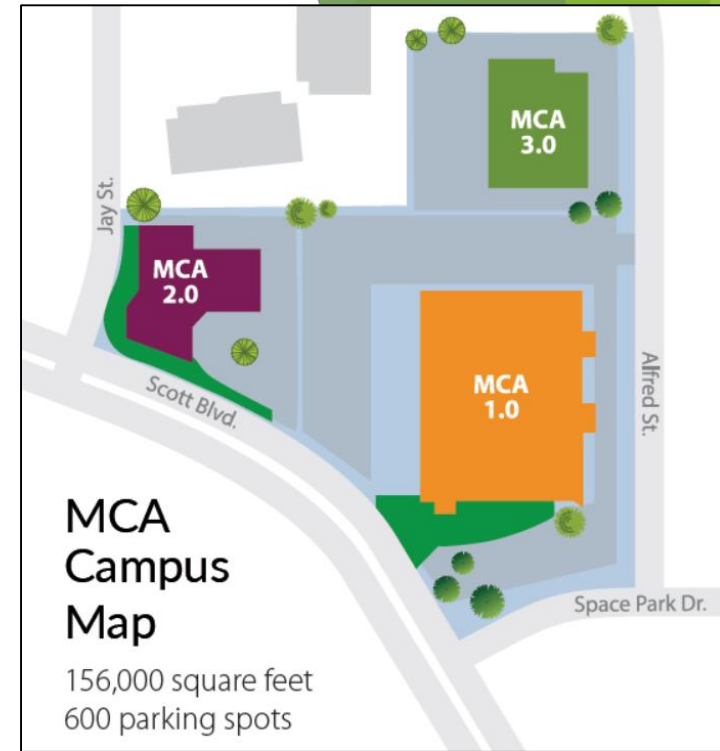 MCA
3.0
Jay St.
MCA
2.0
Alfred St.
MCA
1.0
Scott Blvd.
MCA
Campus
Map
Space Park Dr.
156,000 square feet
600 parking spots